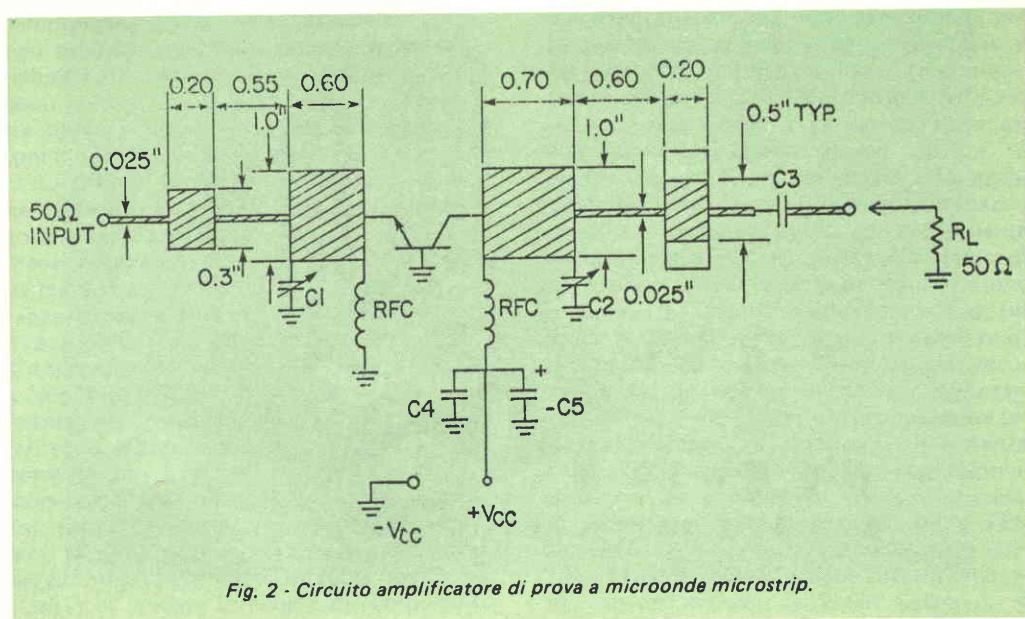 0.20 0.55 0.60 0.70 0.60 0.20
1.0" 1.0" 0.5" TYP.
0.025" C3
50Ω
INPUT
RL
50Ω
0.3" C1 C2 0.025"
RFC RFC
+
C4 -C5
-VCC +VCC
Fig. 2 - Circuito amplificatore di prova a microonde microstrip.